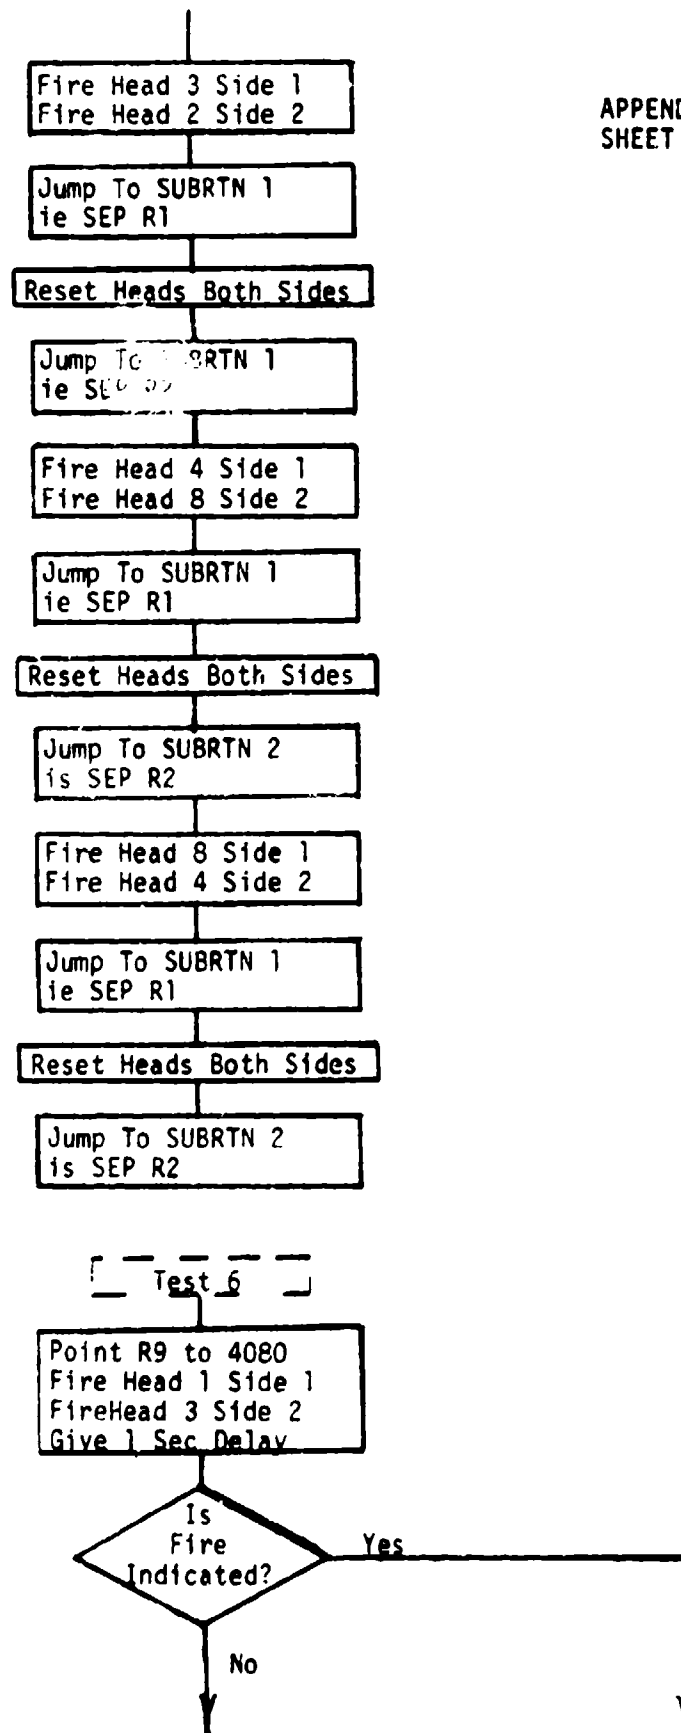 Fire Head 3 Side 1
Fire Head 2 Side 2
APPEND
SHEET
Jump To SUBRTN 1
ie SEP R1
Reset Heads Both Sides
Jump To RTN 1
ie
Fire Head 4 Side 1
Fire Head 8 Side 2
Jump To SUBRTN 1
ie SEP R1
Reset Heads Both Sides
Jump To SUBRTN 2
is SEP R2
Fire Head 8 Side 1
Fire Head 4 Side 2
Jump To SUBRTN 1
ie SEP R1
Reset Heads Both Sides
Jump To SUBRTN 2
is SEP R2
Test 6
Point R9 to 4080
Fire Head 1 Side 1
FireHead 3 Side 2
Give 1 Sec Delay
Is
Fire
Indicated?
Yes
No